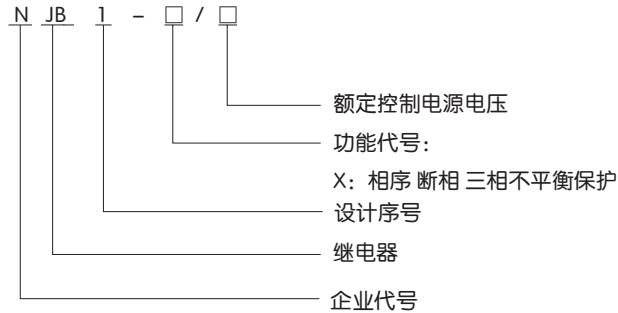 N JB 1 - □ / □
额定控制电源电压
功能代号:
X: 相序 断相 三相不平衡保护
设计序号
继电器
企业代号